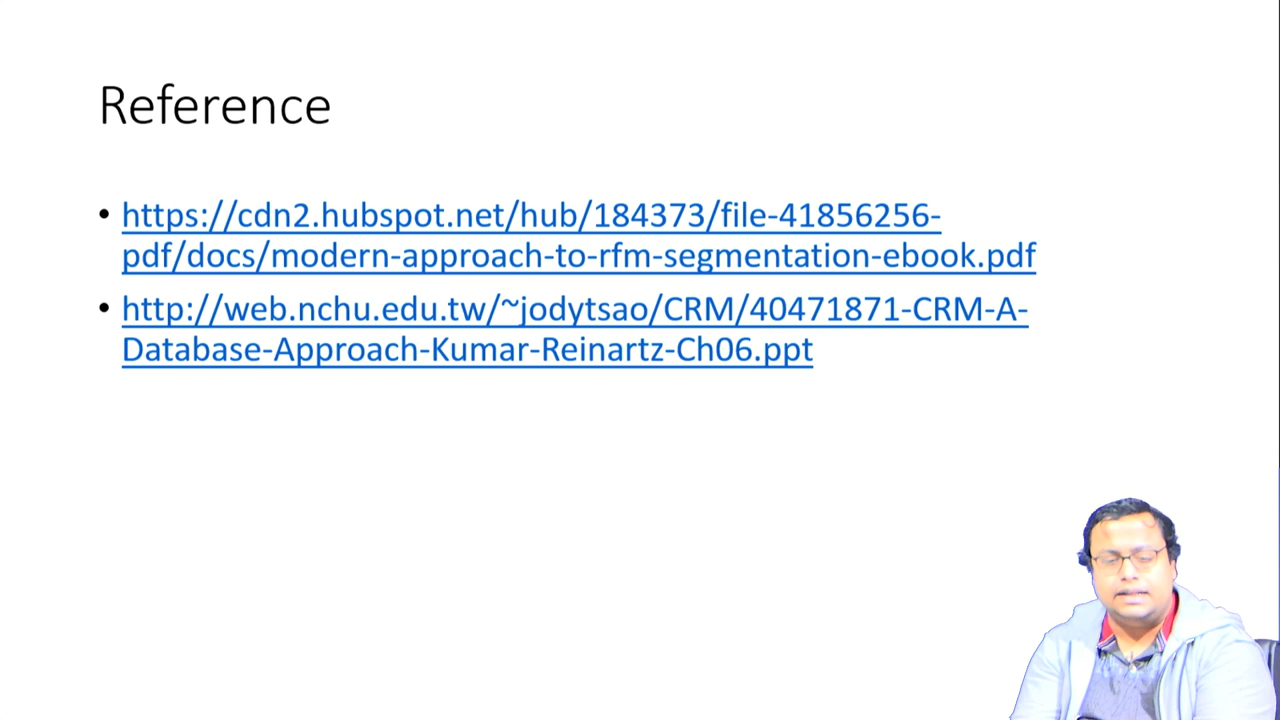 Reference
• https://cdn2.hubspot.net/hub/184373/file-41856256-
pdf/docs/modern-approach-to-rfm-segmentation-ebook.pdf
• http://web.nchu.edu.tw/~jodytsao/CRM/40471871-CRM-A-
Database-Approach-Kumar-Reinartz-Ch06.ppt